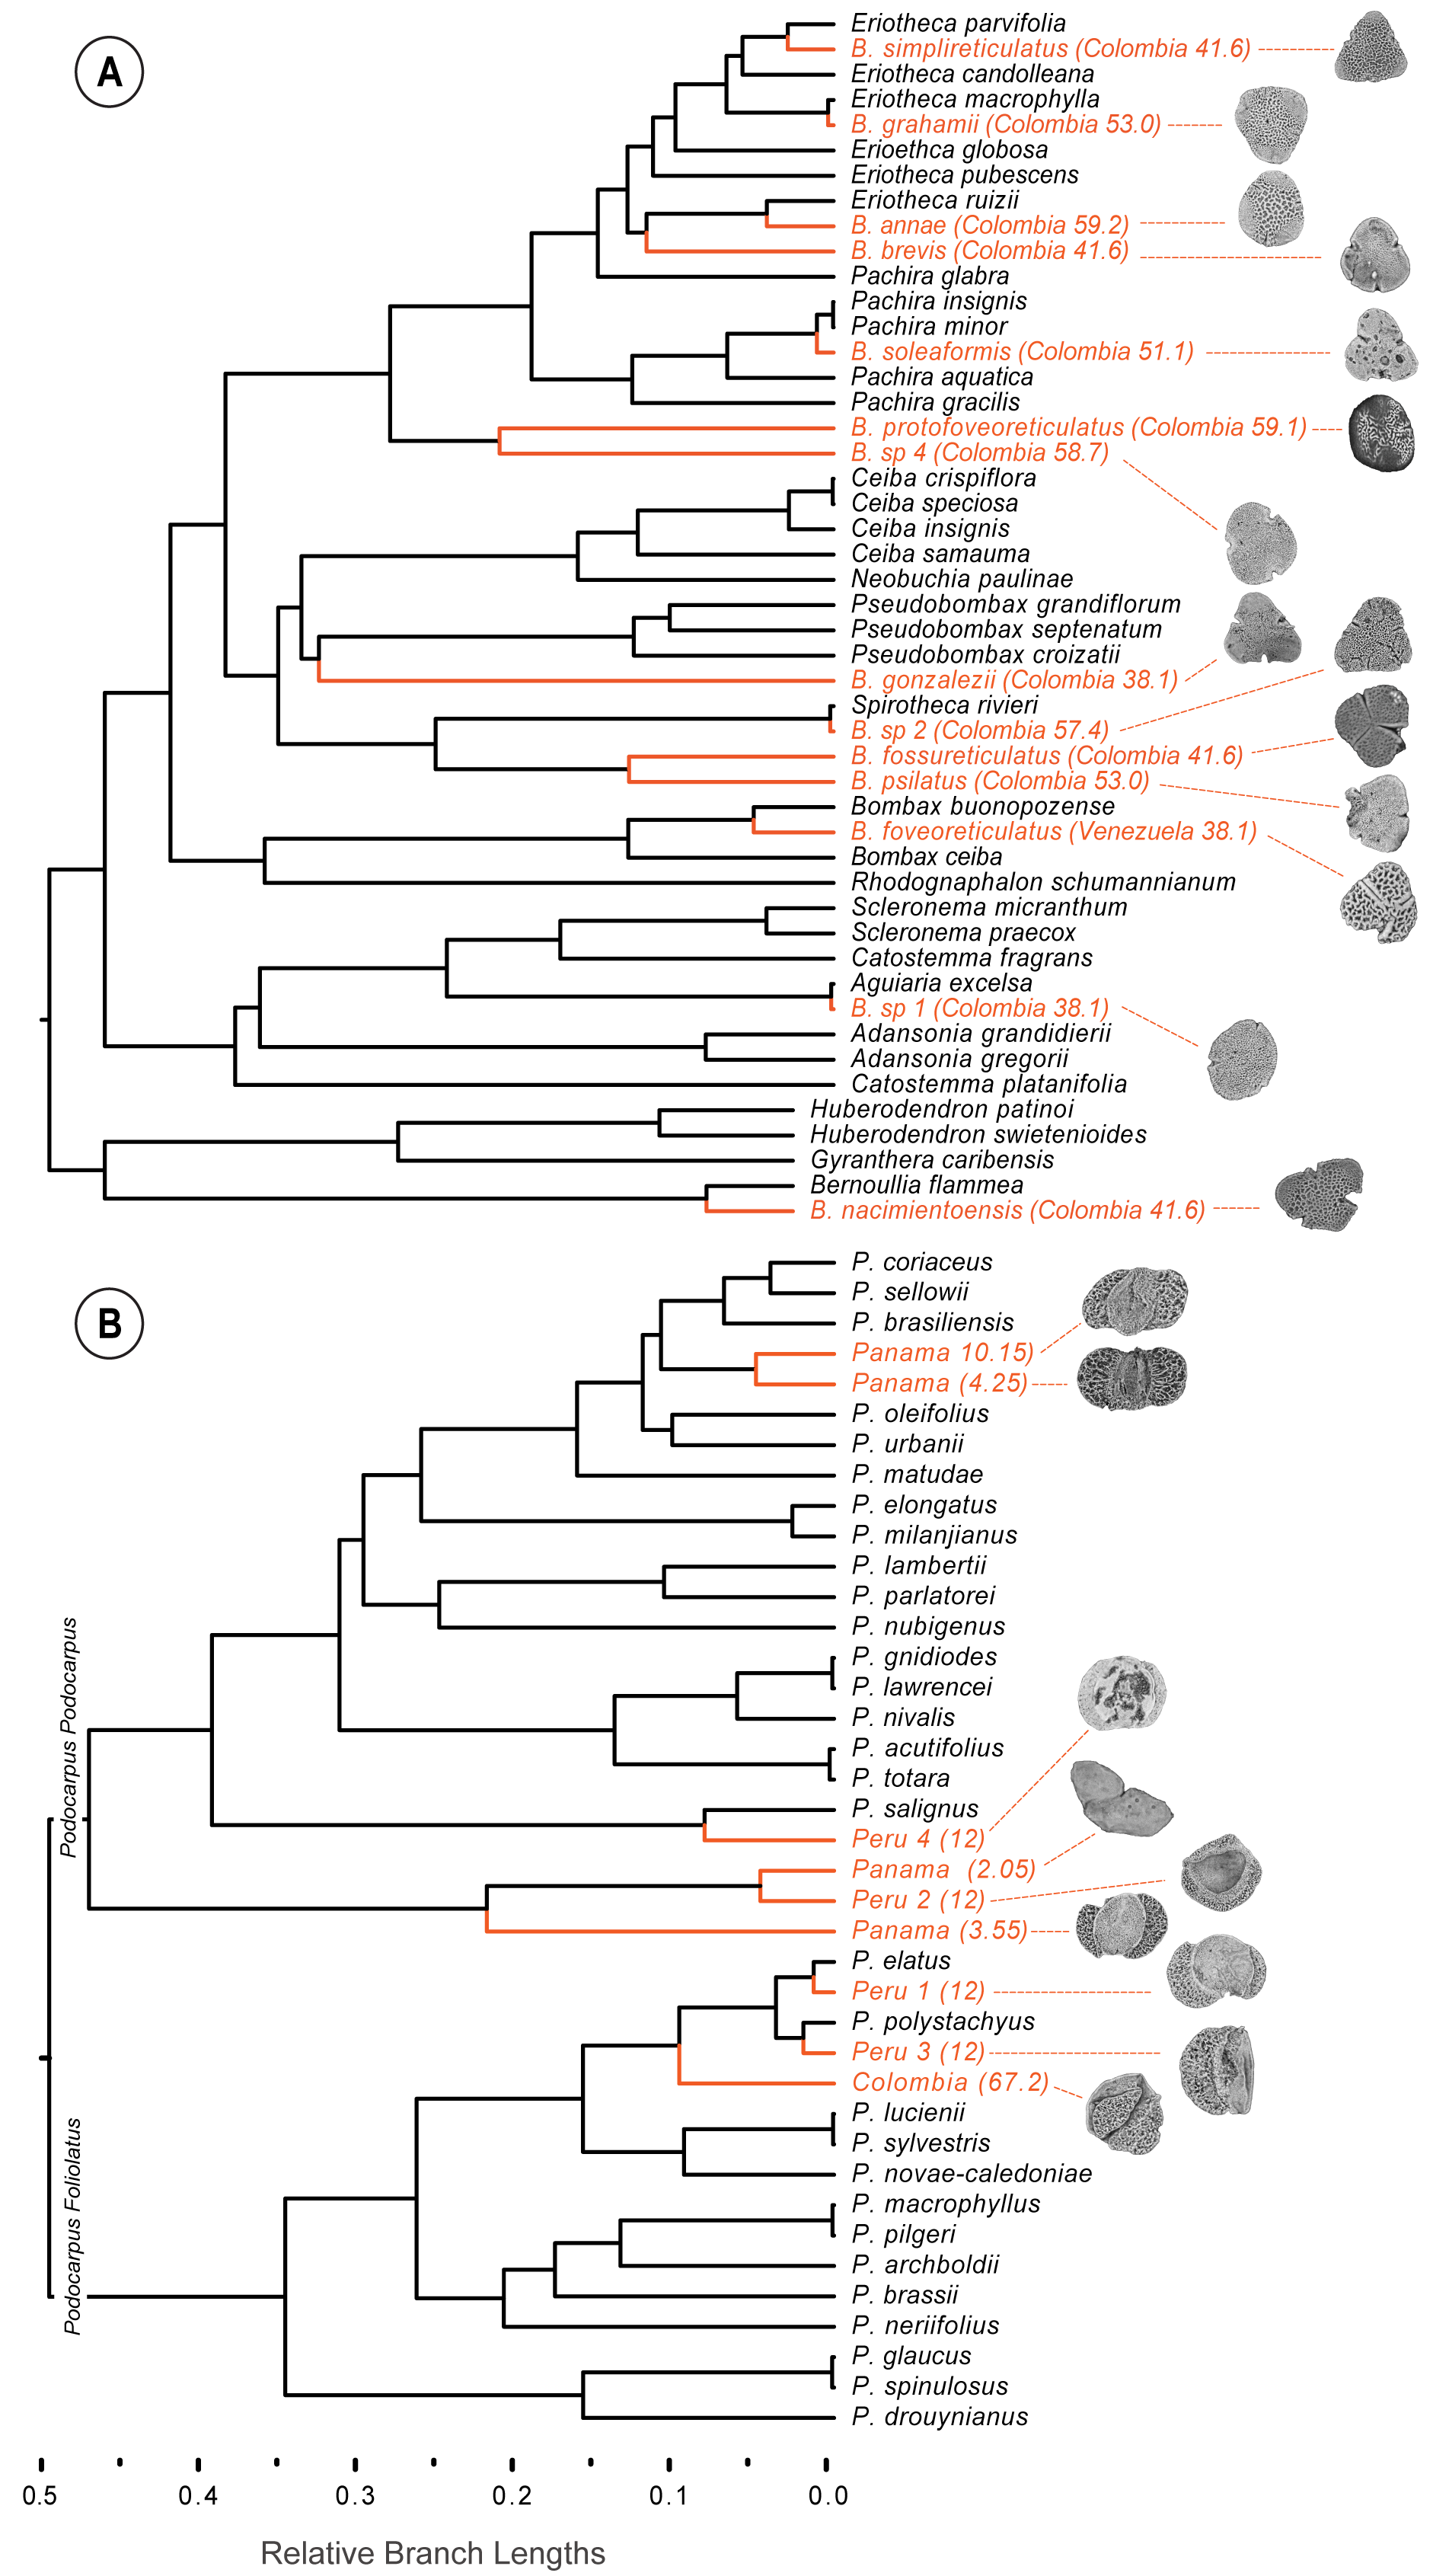 A
Eriotheca parvifolia
B. simplireticulatus (Colombia 41.6)
Eriotheca candolleana
Eriotheca macrophylla
B. grahamii (Colombia 53.0)
Erioethca globosa
Eriotheca pubescens
Eriotheca ruizii
B. annae (Colombia 59.2)
B. brevis (Colombia 41.6)
Pachira glabra
Pachira insignis
Pachira minor
B. soleaformis (Colombia 51.1)
Pachira aquatica
Pachira gracilis
B. protofoveoreticulatus (Colombia 59.1)
B. sp 4 (Colombia 58.7)
Ceiba crispiflora
Ceiba speciosa
Ceiba insignis
Ceiba samauma
Neobuchia paulinae
Pseudobombax grandiflorum
Pseudobombax septenatum
Pseudobombax croizatii
B. gonzalezii (Colombia 38.1)
Spirotheca rivieri
B. sp 2 (Colombia 57.4)
B. fossureticulatus (Colombia 41.6)
B. psilatus (Colombia 53.0)
Bombax buonopozense
B. foveoreticulatus (Venezuela 38.1)
Bombax ceiba
Rhodognaphalon schumannianum
Scleronema micranthum
Scleronema praecox
Catostemma fragrans
Aguiaria excelsa
B. sp 1 (Colombia 38.1)
Adansonia grandidierii
Adansonia gregorii
Catostemma platanifolia
Huberodendron patinoi
Huberodendron swietenioides
Gyranthera caribensis
Bernoullia flammea
B. nacimientoensis (Colombia 41.6)
B
P. coriaceus
P. sellowii
P. brasiliensis
Panama 10.15)
Panama (4.25)
P. oleifolius
P. urbanii
P. matudae
P. elongatus
P. milanjianus
P. lambertii
P. parlatorei
P. nubigenus
P. gnidiodes
P. lawrencei
P. nivalis
P. acutifolius
P. totara
P. salignus
Peru 4 (12)
Panama (2.05)
Peru 2 (12)
Panama (3.55)
P. elatus
Peru 1 (12)
P. polystachyus
Peru 3 (12)
Colombia (67.2)
P. lucienii
P. sylvestris
P. novae-caledoniae
P. macrophyllus
P. pilgeri
P. archboldii
P. brassii
P. neriifolius
P. glaucus
P. spinulosus
P. drouynianus
Podocarpus Podocarpus
Podocarpus Foliolatus
0.5 0.4 0.3 0.2 0.1 0.0
Relative Branch Lengths